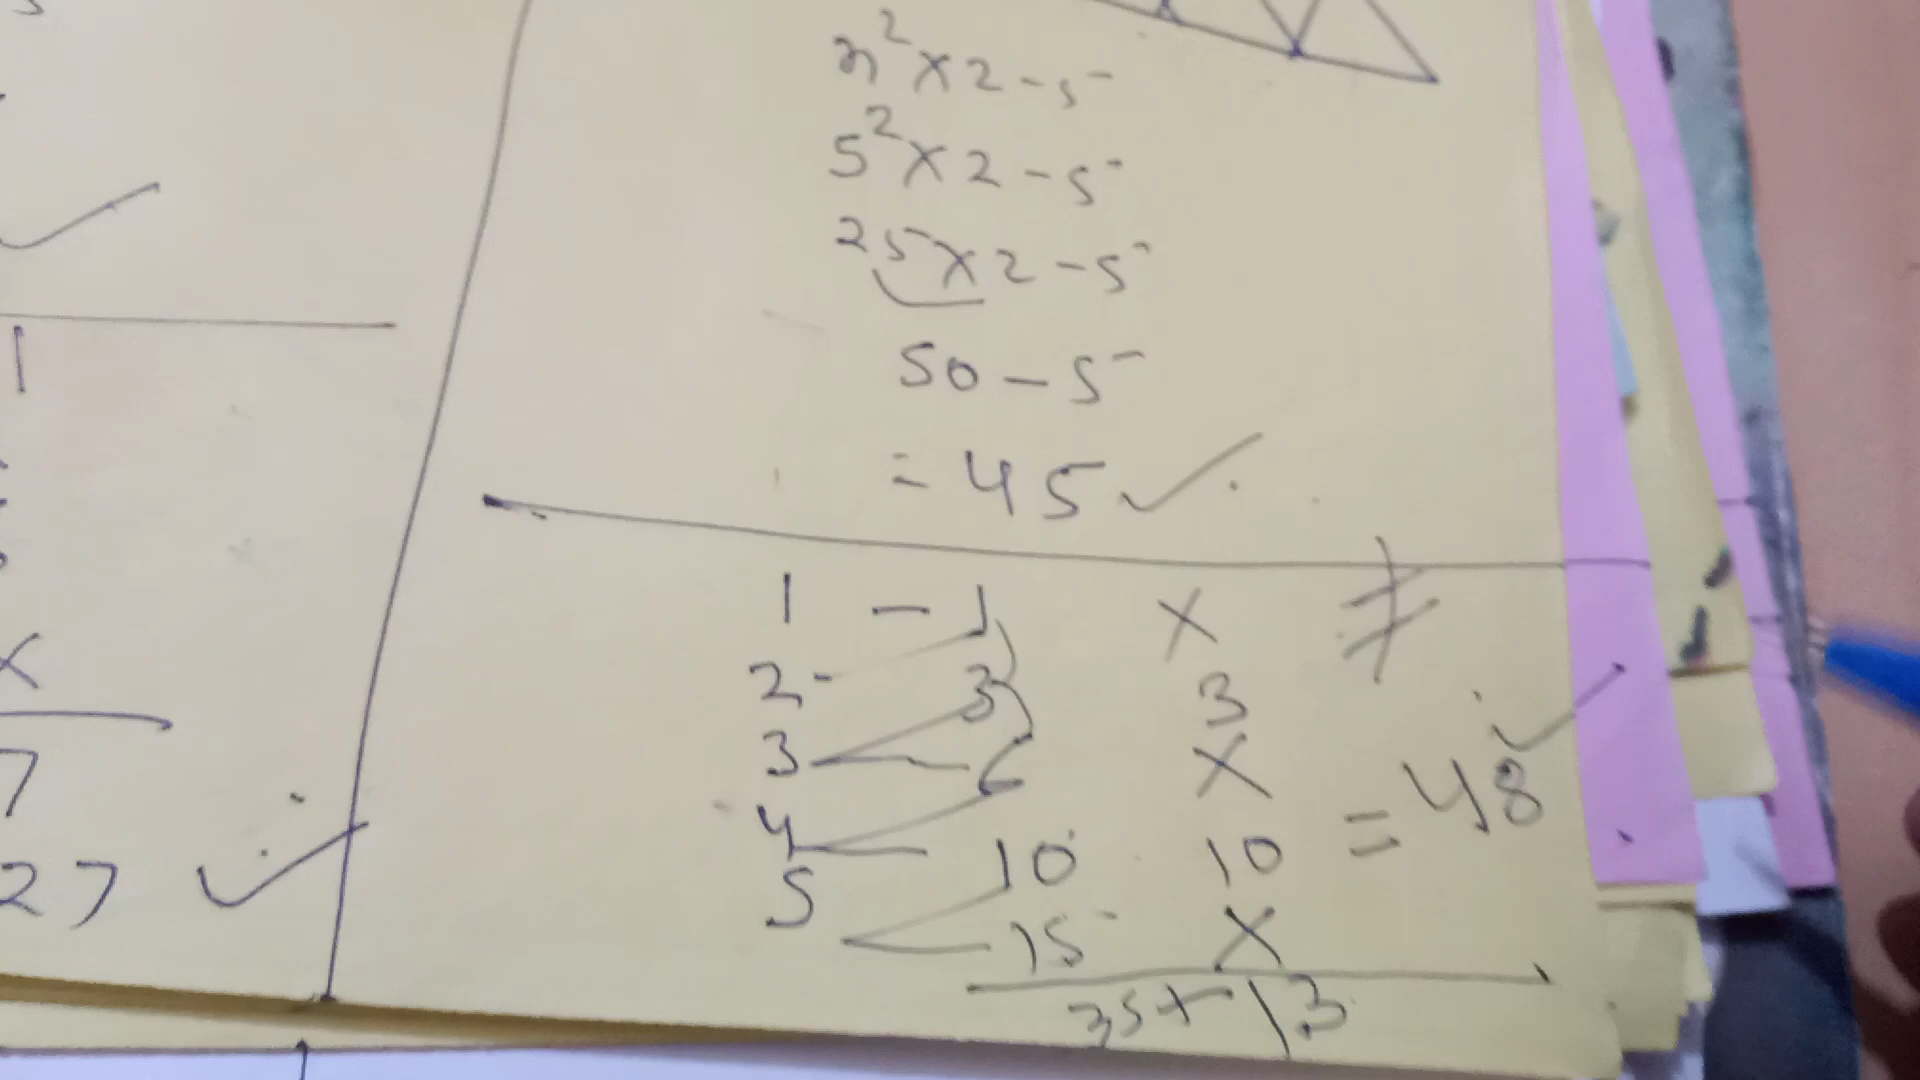 n² × 2 - 5
5² × 2 - 5
25 × 2 - 5
50 - 5
= 45 ✓
1 - 1 ×
2 - 3 3
3 6 ×
4 10 10 = 48 ✓
5 15 ×
35 + 13
1
×
7
27 ✓